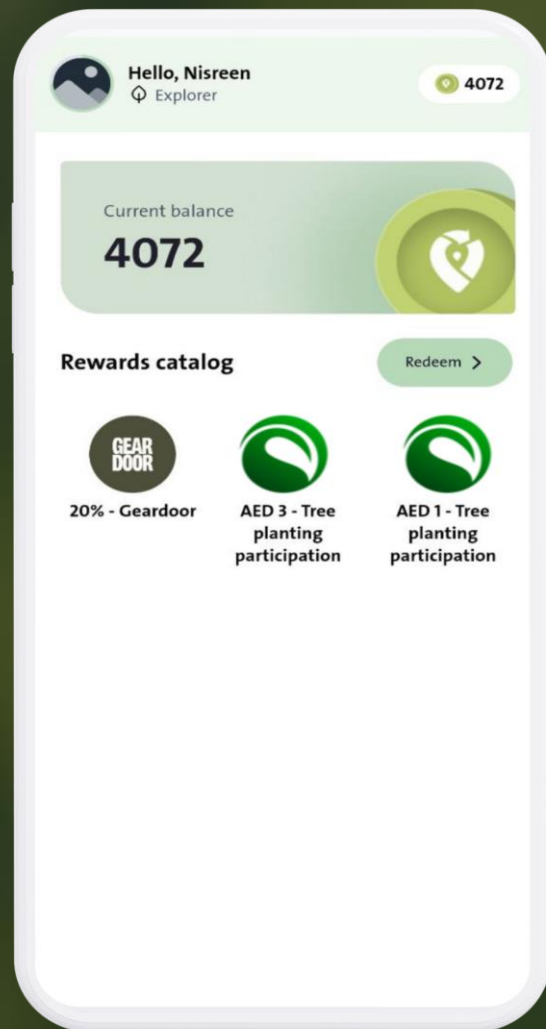 Hello, Nisreen
Explorer
4072
Current balance
4072
Rewards catalog
Redeem >
GEAR
DOOR
20% - Geardoor
AED 3 - Tree
planting
participation
AED 1 - Tree
planting
participation